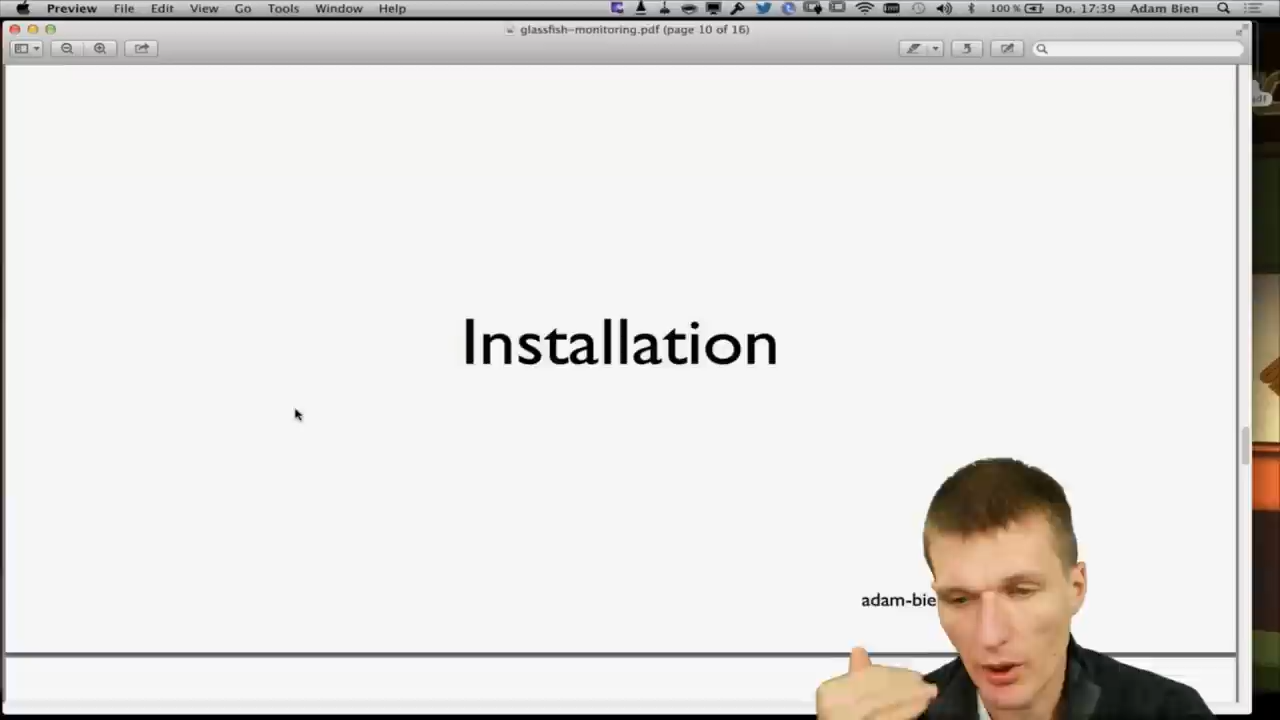 Preview File Edit View Go Tools Window Help 100 % Do. 17:39 Adam Bien
glassfish-monitoring.pdf (page 10 of 16)
Installation
adam-bie